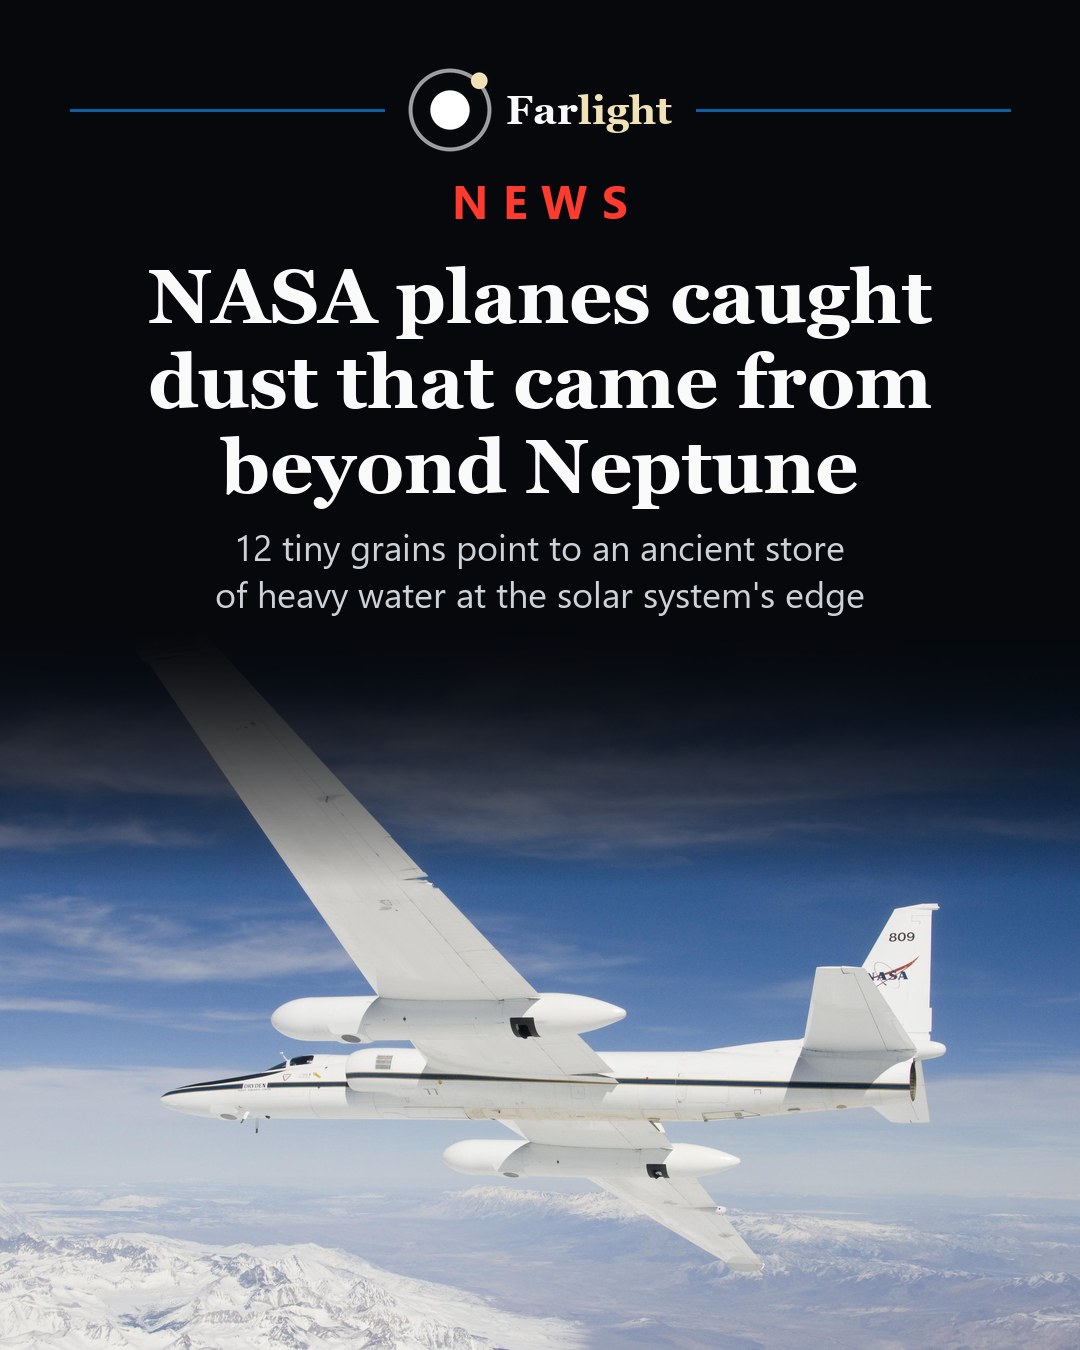 Farlight
NEWS
NASA planes caught
dust that came from
beyond Neptune
12 tiny grains point to an ancient store
of heavy water at the solar system's edge
809
NASA
DRYDEN